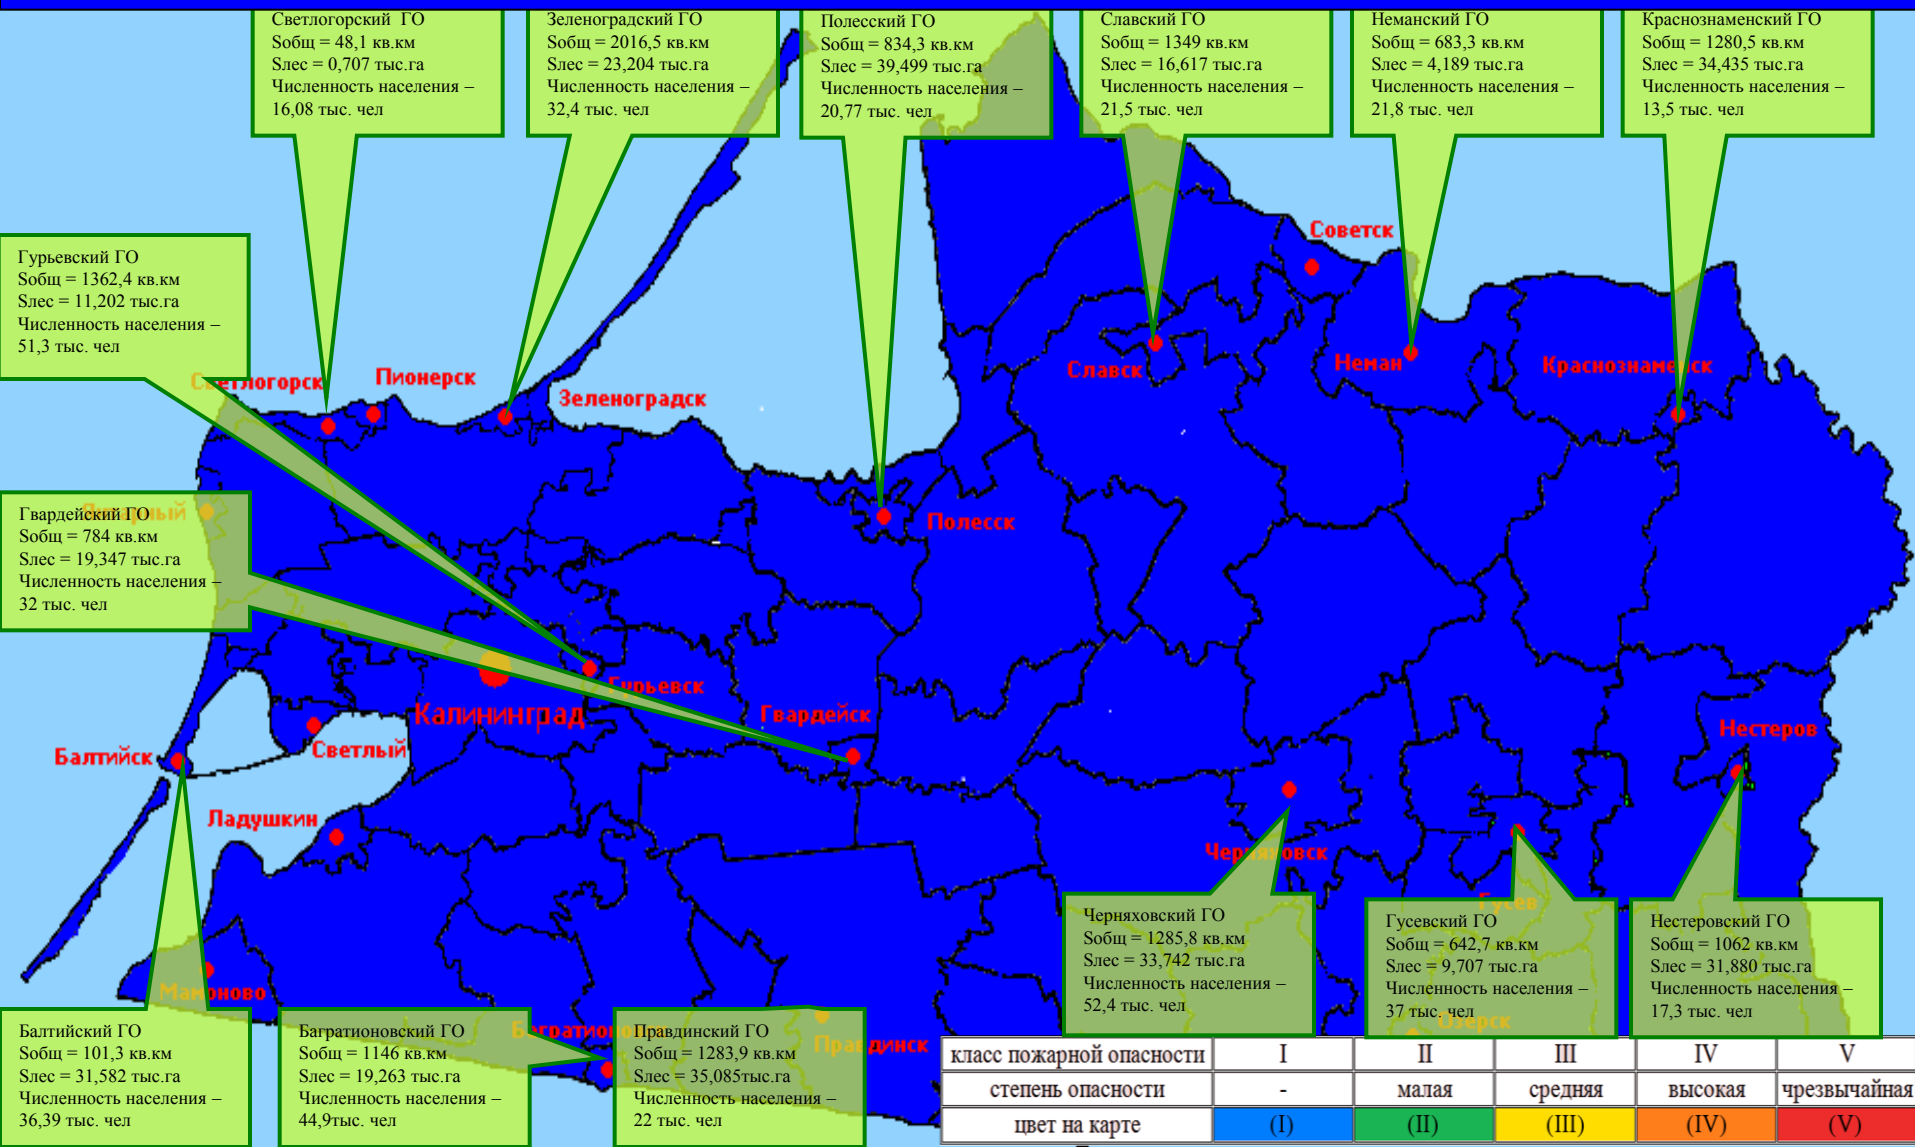 Светлогорский ГО
Sобщ = 48,1 кв.км
Sлес = 0,707 тыс.га
Численность населения –
16,08 тыс. чел
Зеленоградский ГО
Sобщ = 2016,5 кв.км
Sлес = 23,204 тыс.га
Численность населения –
32,4 тыс. чел
Полесский ГО
Sобщ = 834,3 кв.км
Sлес = 39,499 тыс.га
Численность населения –
20,77 тыс. чел
Славский ГО
Sобщ = 1349 кв.км
Sлес = 16,617 тыс.га
Численность населения –
21,5 тыс. чел
Неманский ГО
Sобщ = 683,3 кв.км
Sлес = 4,189 тыс.га
Численность населения –
21,8 тыс. чел
Краснознаменский ГО
Sобщ = 1280,5 кв.км
Sлес = 34,435 тыс.га
Численность населения –
13,5 тыс. чел
Гурьевский ГО
Sобщ = 1362,4 кв.км
Sлес = 11,202 тыс.га
Численность населения –
51,3 тыс. чел
Советск
Славск
Неман
Краснознаменск
Светлогорск
Пионерск
Зеленоградск
Полесск
Янтарный
Гвардейский ГО
Sобщ = 784 кв.км
Sлес = 19,347 тыс.га
Численность населения –
32 тыс. чел
Гурьевск
Калининград
Гвардейск
Нестеров
Балтийск
Светлый
Ладушкин
Черняховск
Гусев
Мамоново
Багратионовск
Правдинск
Озерск
Черняховский ГО
Sобщ = 1285,8 кв.км
Sлес = 33,742 тыс.га
Численность населения –
52,4 тыс. чел
Гусевский ГО
Sобщ = 642,7 кв.км
Sлес = 9,707 тыс.га
Численность населения –
37 тыс. чел
Нестеровский ГО
Sобщ = 1062 кв.км
Sлес = 31,880 тыс.га
Численность населения –
17,3 тыс. чел
Балтийский ГО
Sобщ = 101,3 кв.км
Sлес = 31,582 тыс.га
Численность населения –
36,39 тыс. чел
Багратионовский ГО
Sобщ = 1146 кв.км
Sлес = 19,263 тыс.га
Численность населения –
44,9тыс. чел
Правдинский ГО
Sобщ = 1283,9 кв.км
Sлес = 35,085тыс.га
Численность населения –
22 тыс. чел
класс пожарной опасности I II III IV V
степень опасности - малая средняя высокая чрезвычайная
цвет на карте (I) (II) (III) (IV) (V)